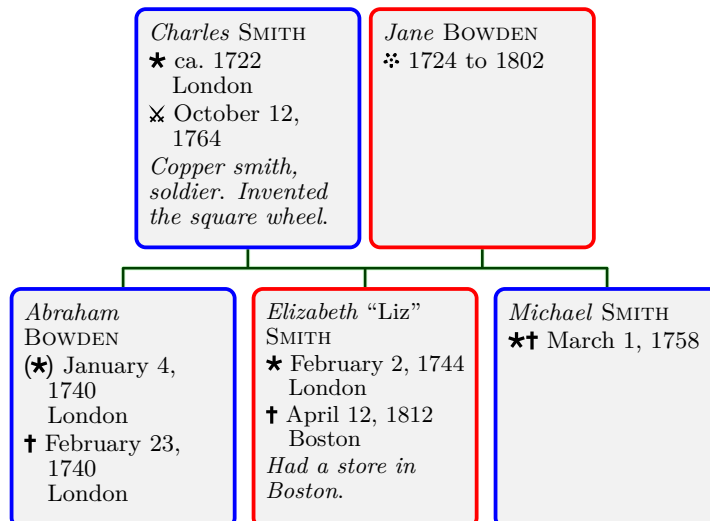 Charles SMITH
★ ca. 1722
London
⚔ October 12,
1764
Copper smith,
soldier. Invented
the square wheel.
Jane BOWDEN
1724 to 1802
Abraham
BOWDEN
(★) January 4,
1740
London
† February 23,
1740
London
Elizabeth “Liz”
SMITH
★ February 2, 1744
London
† April 12, 1812
Boston
Had a store in
Boston.
Michael SMITH
★† March 1, 1758